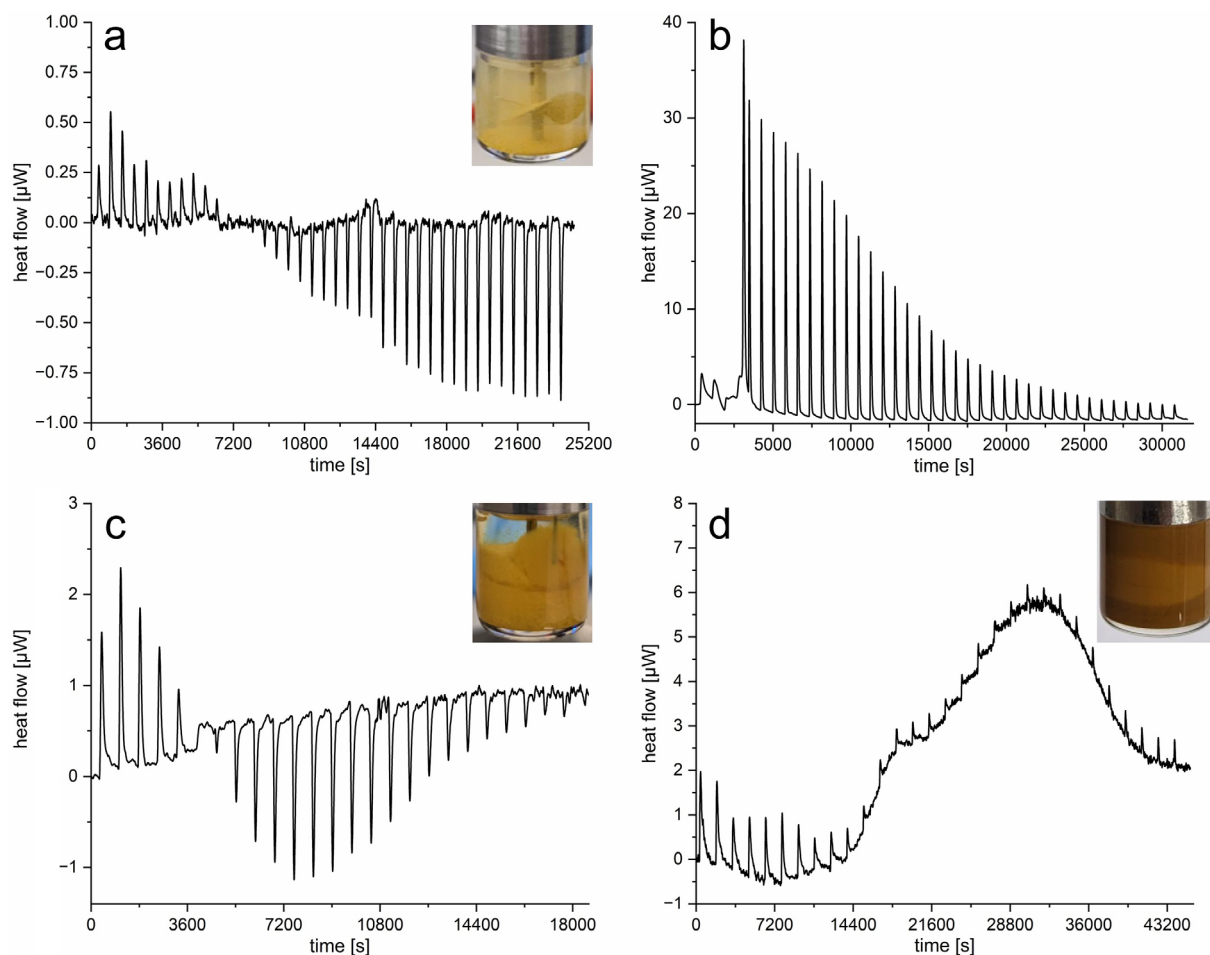 a
1.00
0.75
0.50
0.25
0.00
−0.25
−0.50
−0.75
−1.00
heat flow [µW]
0 3600 7200 10800 14400 18000 21600 25200
time [s]
b
40
30
20
10
0
heat flow [µW]
0 5000 10000 15000 20000 25000 30000
time [s]
c
3
2
1
0
−1
heat flow [µW]
0 3600 7200 10800 14400 18000
time [s]
d
8
7
6
5
4
3
2
1
0
−1
heat flow [µW]
0 7200 14400 21600 28800 36000 43200
time [s]